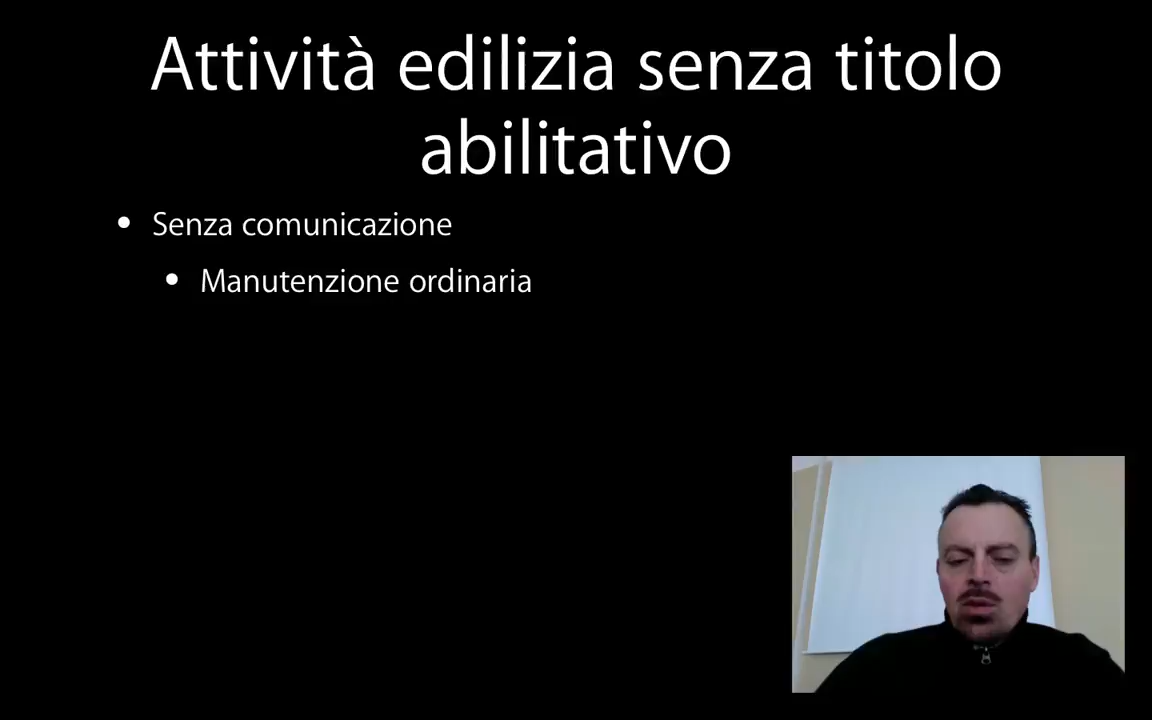 Attività edilizia senza titolo
abilitativo
• Senza comunicazione
• Manutenzione ordinaria